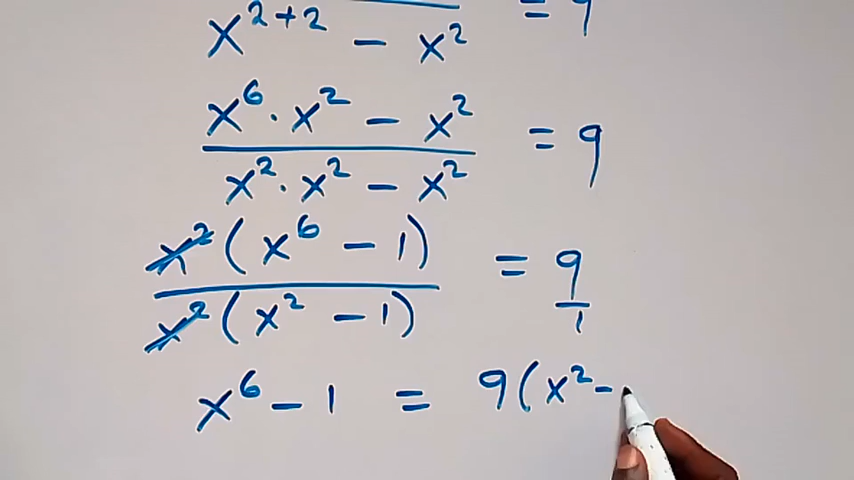 x^{2+2} - x^2 = 9
x^6 · x^2 - x^2 / x^2 · x^2 - x^2 = 9
x^2 (x^6 - 1) / x^2 (x^2 - 1) = 9/1
x^6 - 1 = 9(x^2 -